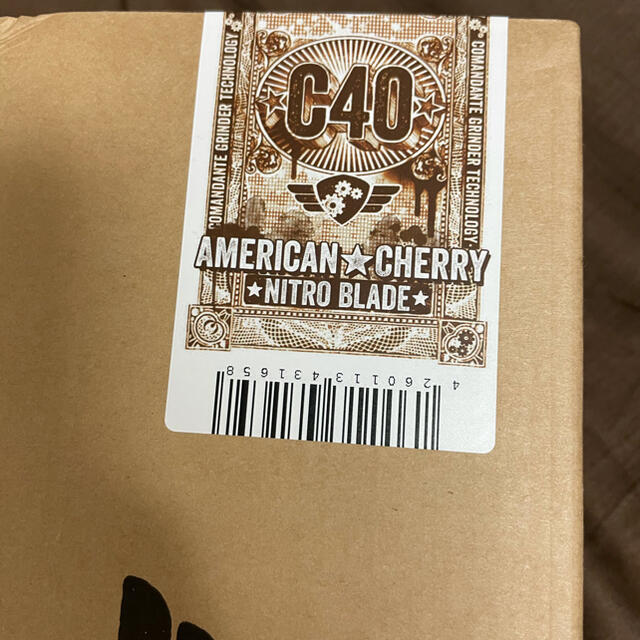 C40
COMANDANTE GRINDER TECHNOLOGY
COMANDANTE GRINDER TECHNOLOGY
AMERICAN★CHERRY
★NITRO BLADE★
4 260113 431658